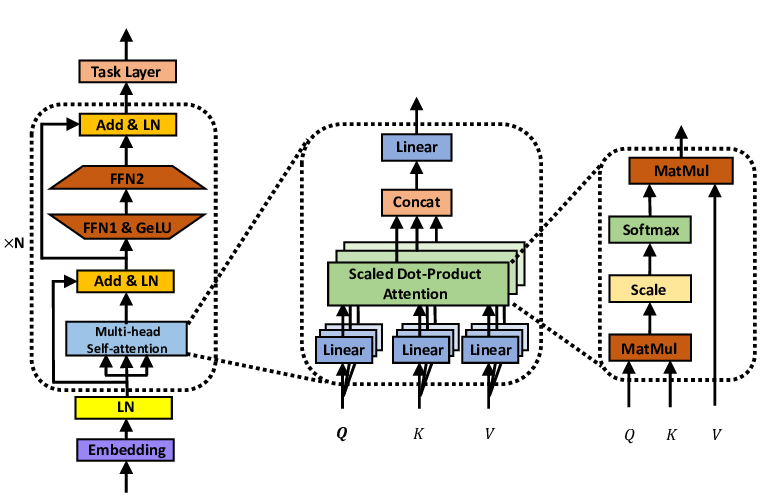 Task Layer
Add & LN
FFN2
FFN1 & GeLU
×N
Add & LN
Multi-head
Self-attention
LN
Embedding
Linear
Concat
Scaled Dot-Product
Attention
Linear
Linear
Linear
Q
K
V
MatMul
Softmax
Scale
MatMul
Q
K
V